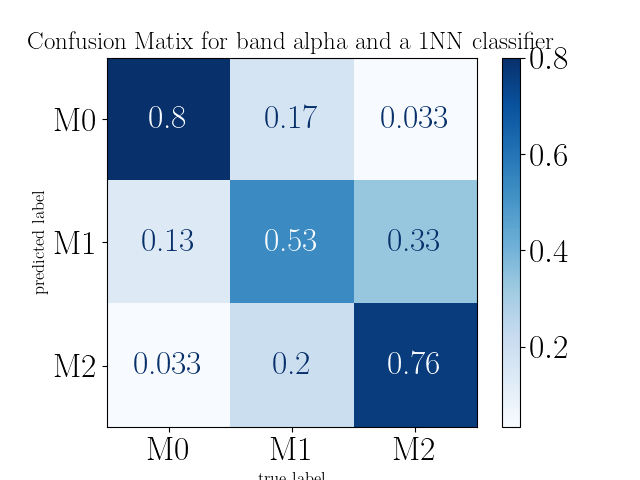 Confusion Matix for band alpha and a 1NN classifier
0.8
0.6
0.4
0.2
predicted label
M0
M1
M2
0.8 0.17 0.033
0.13 0.53 0.33
0.033 0.2 0.76
M0 M1 M2
true label